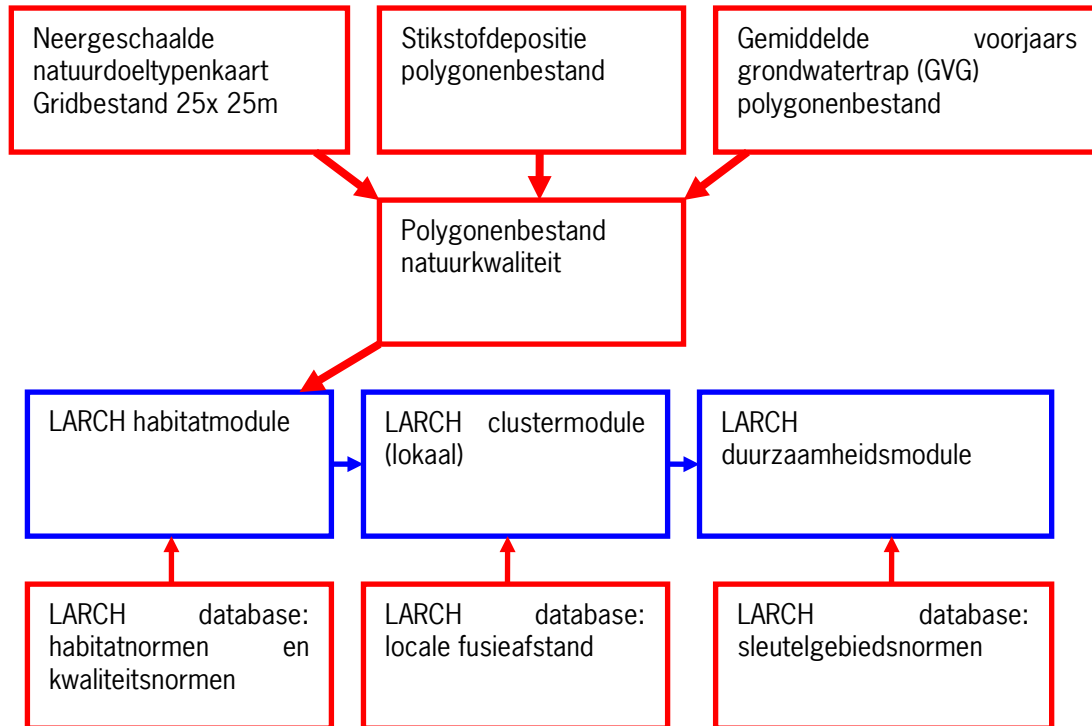 Neergeschaalde
natuurdoeltypenkaart
Gridbestand 25x 25m
Stikstofdepositie
polygonenbestand
Gemiddelde voorjaars
grondwatertrap (GVG)
polygonenbestand
Polygonenbestand
natuurkwaliteit
LARCH habitatmodule
LARCH clustermodule
(lokaal)
LARCH
duurzaamheidsmodule
LARCH database:
habitatnormen en
kwaliteitsnormen
LARCH database:
locale fusieafstand
LARCH database:
sleutelgebiedsnormen